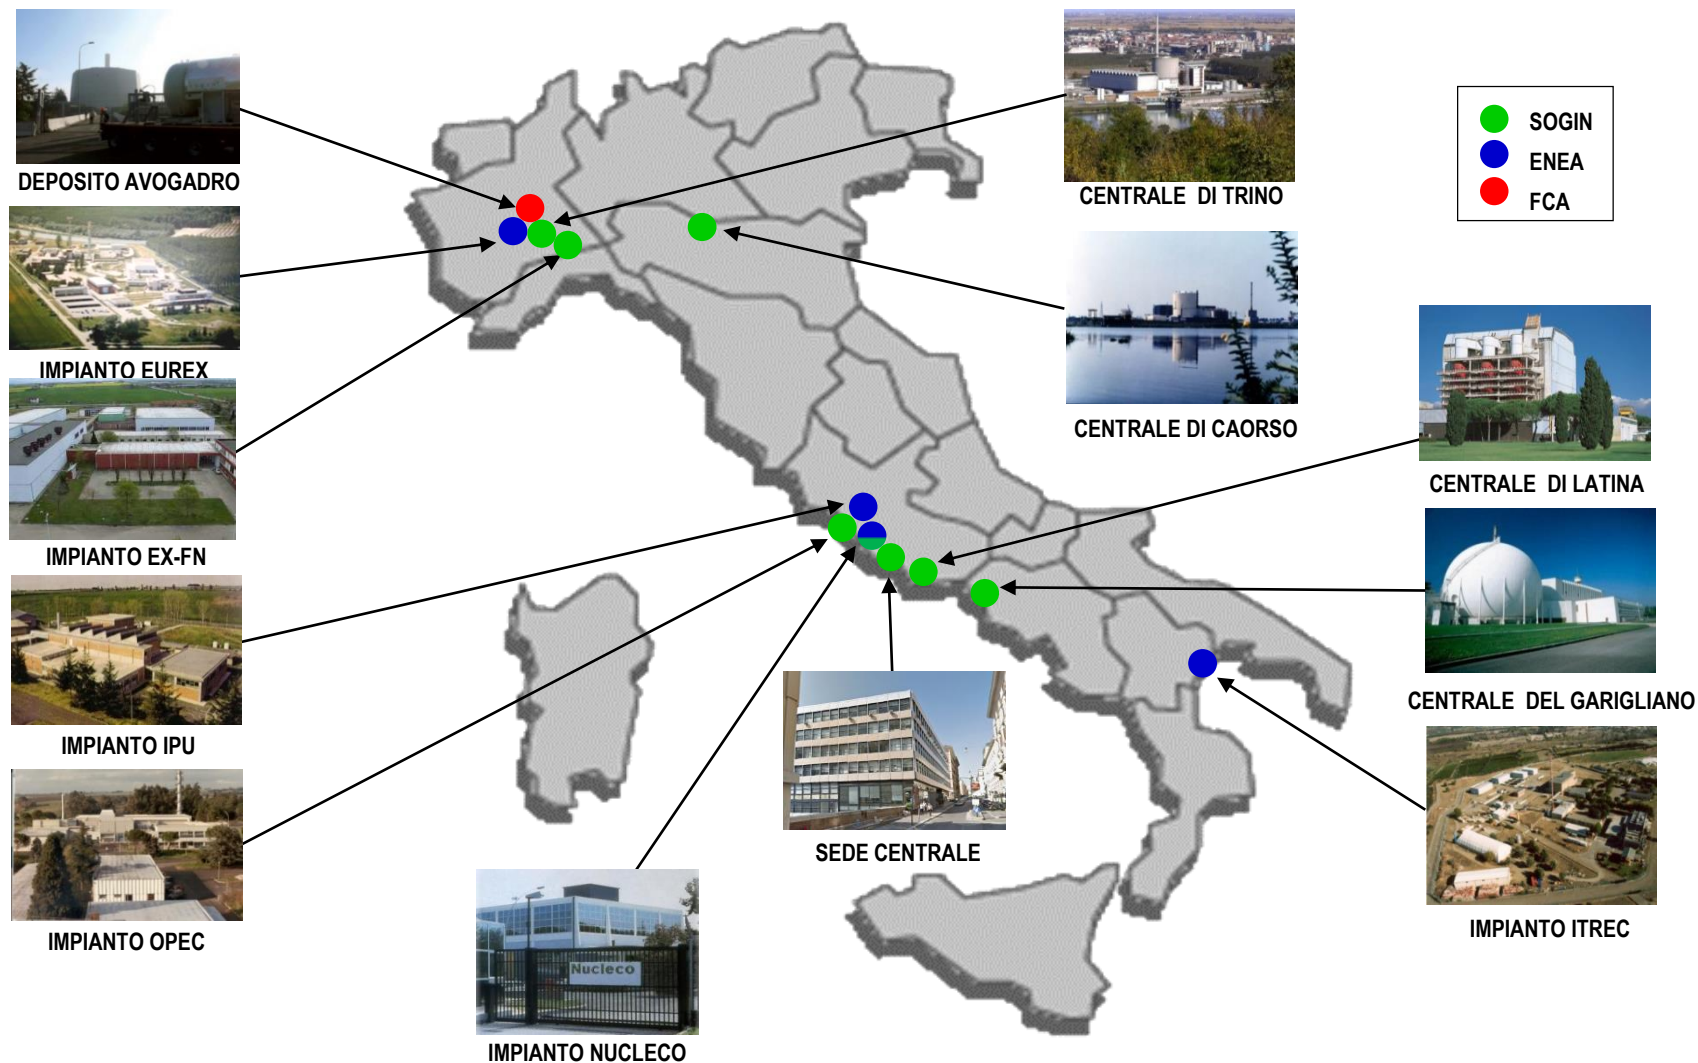 DEPOSITO AVOGADRO
IMPIANTO EUREX
IMPIANTO EX-FN
IMPIANTO IPU
IMPIANTO OPEC
Nucleco
IMPIANTO NUCLECO
SEDE CENTRALE
CENTRALE DI TRINO
CENTRALE DI CAORSO
SOGIN
ENEA
FCA
CENTRALE DI LATINA
CENTRALE DEL GARIGLIANO
IMPIANTO ITREC